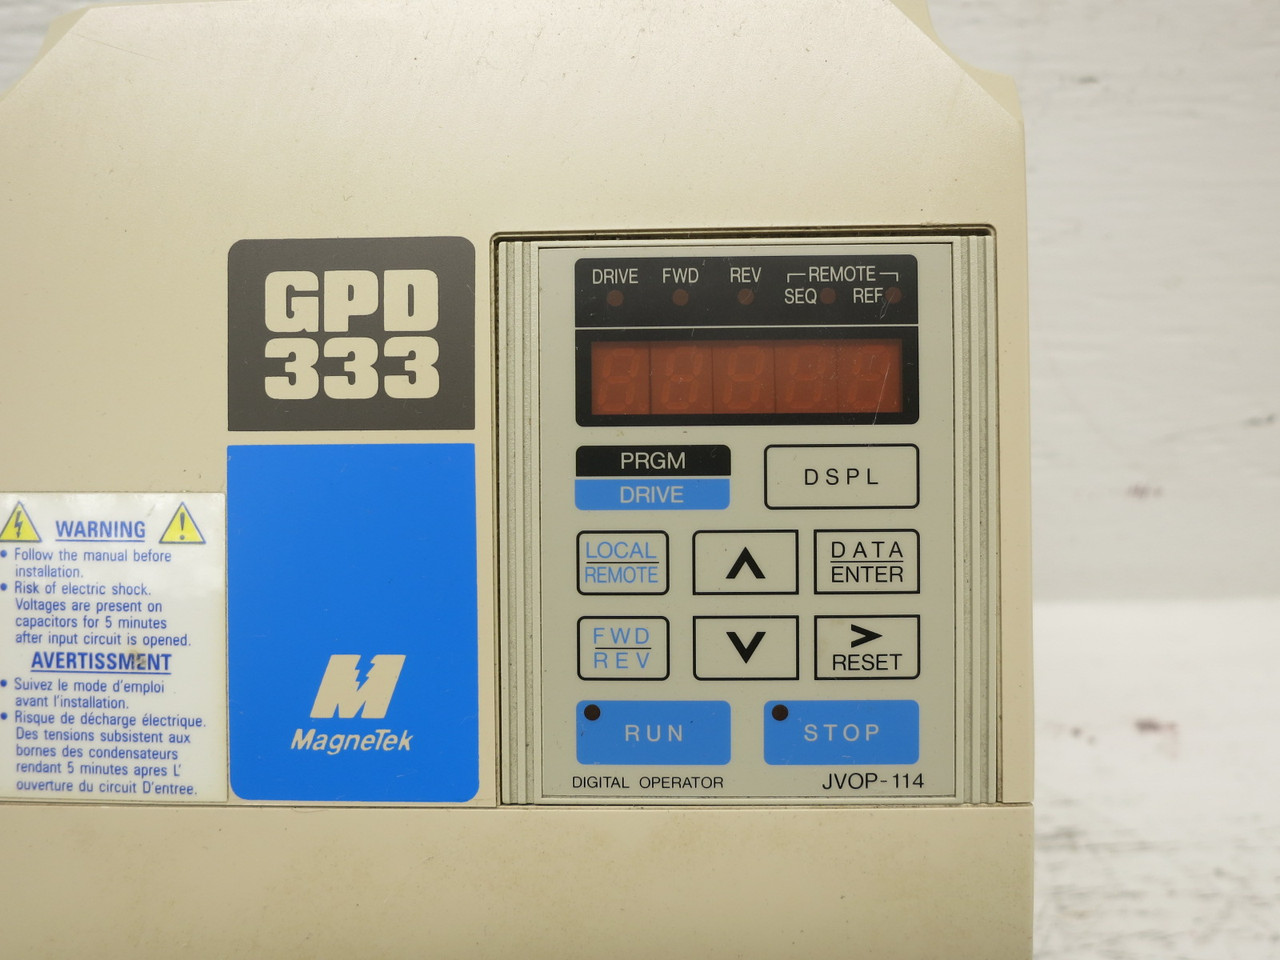 GPD
333
MagneTek
WARNING
• Follow the manual before
installation.
• Risk of electric shock.
Voltages are present on
capacitors for 5 minutes
after input circuit is opened.
AVERTISSMENT
• Suivez le mode d'emploi
avant l'installation.
• Risque de décharge électrique.
Des tensions subsistent aux
bornes des condensateurs
rendant 5 minutes apres L'
ouverture du circuit D'entree.
DRIVE FWD REV REMOTE
SEQ REF
PRGM
DRIVE
DSPL
LOCAL
REMOTE
∧
DATA
ENTER
FWD
REV
∨
>
RESET
RUN STOP
DIGITAL OPERATOR JVOP-114